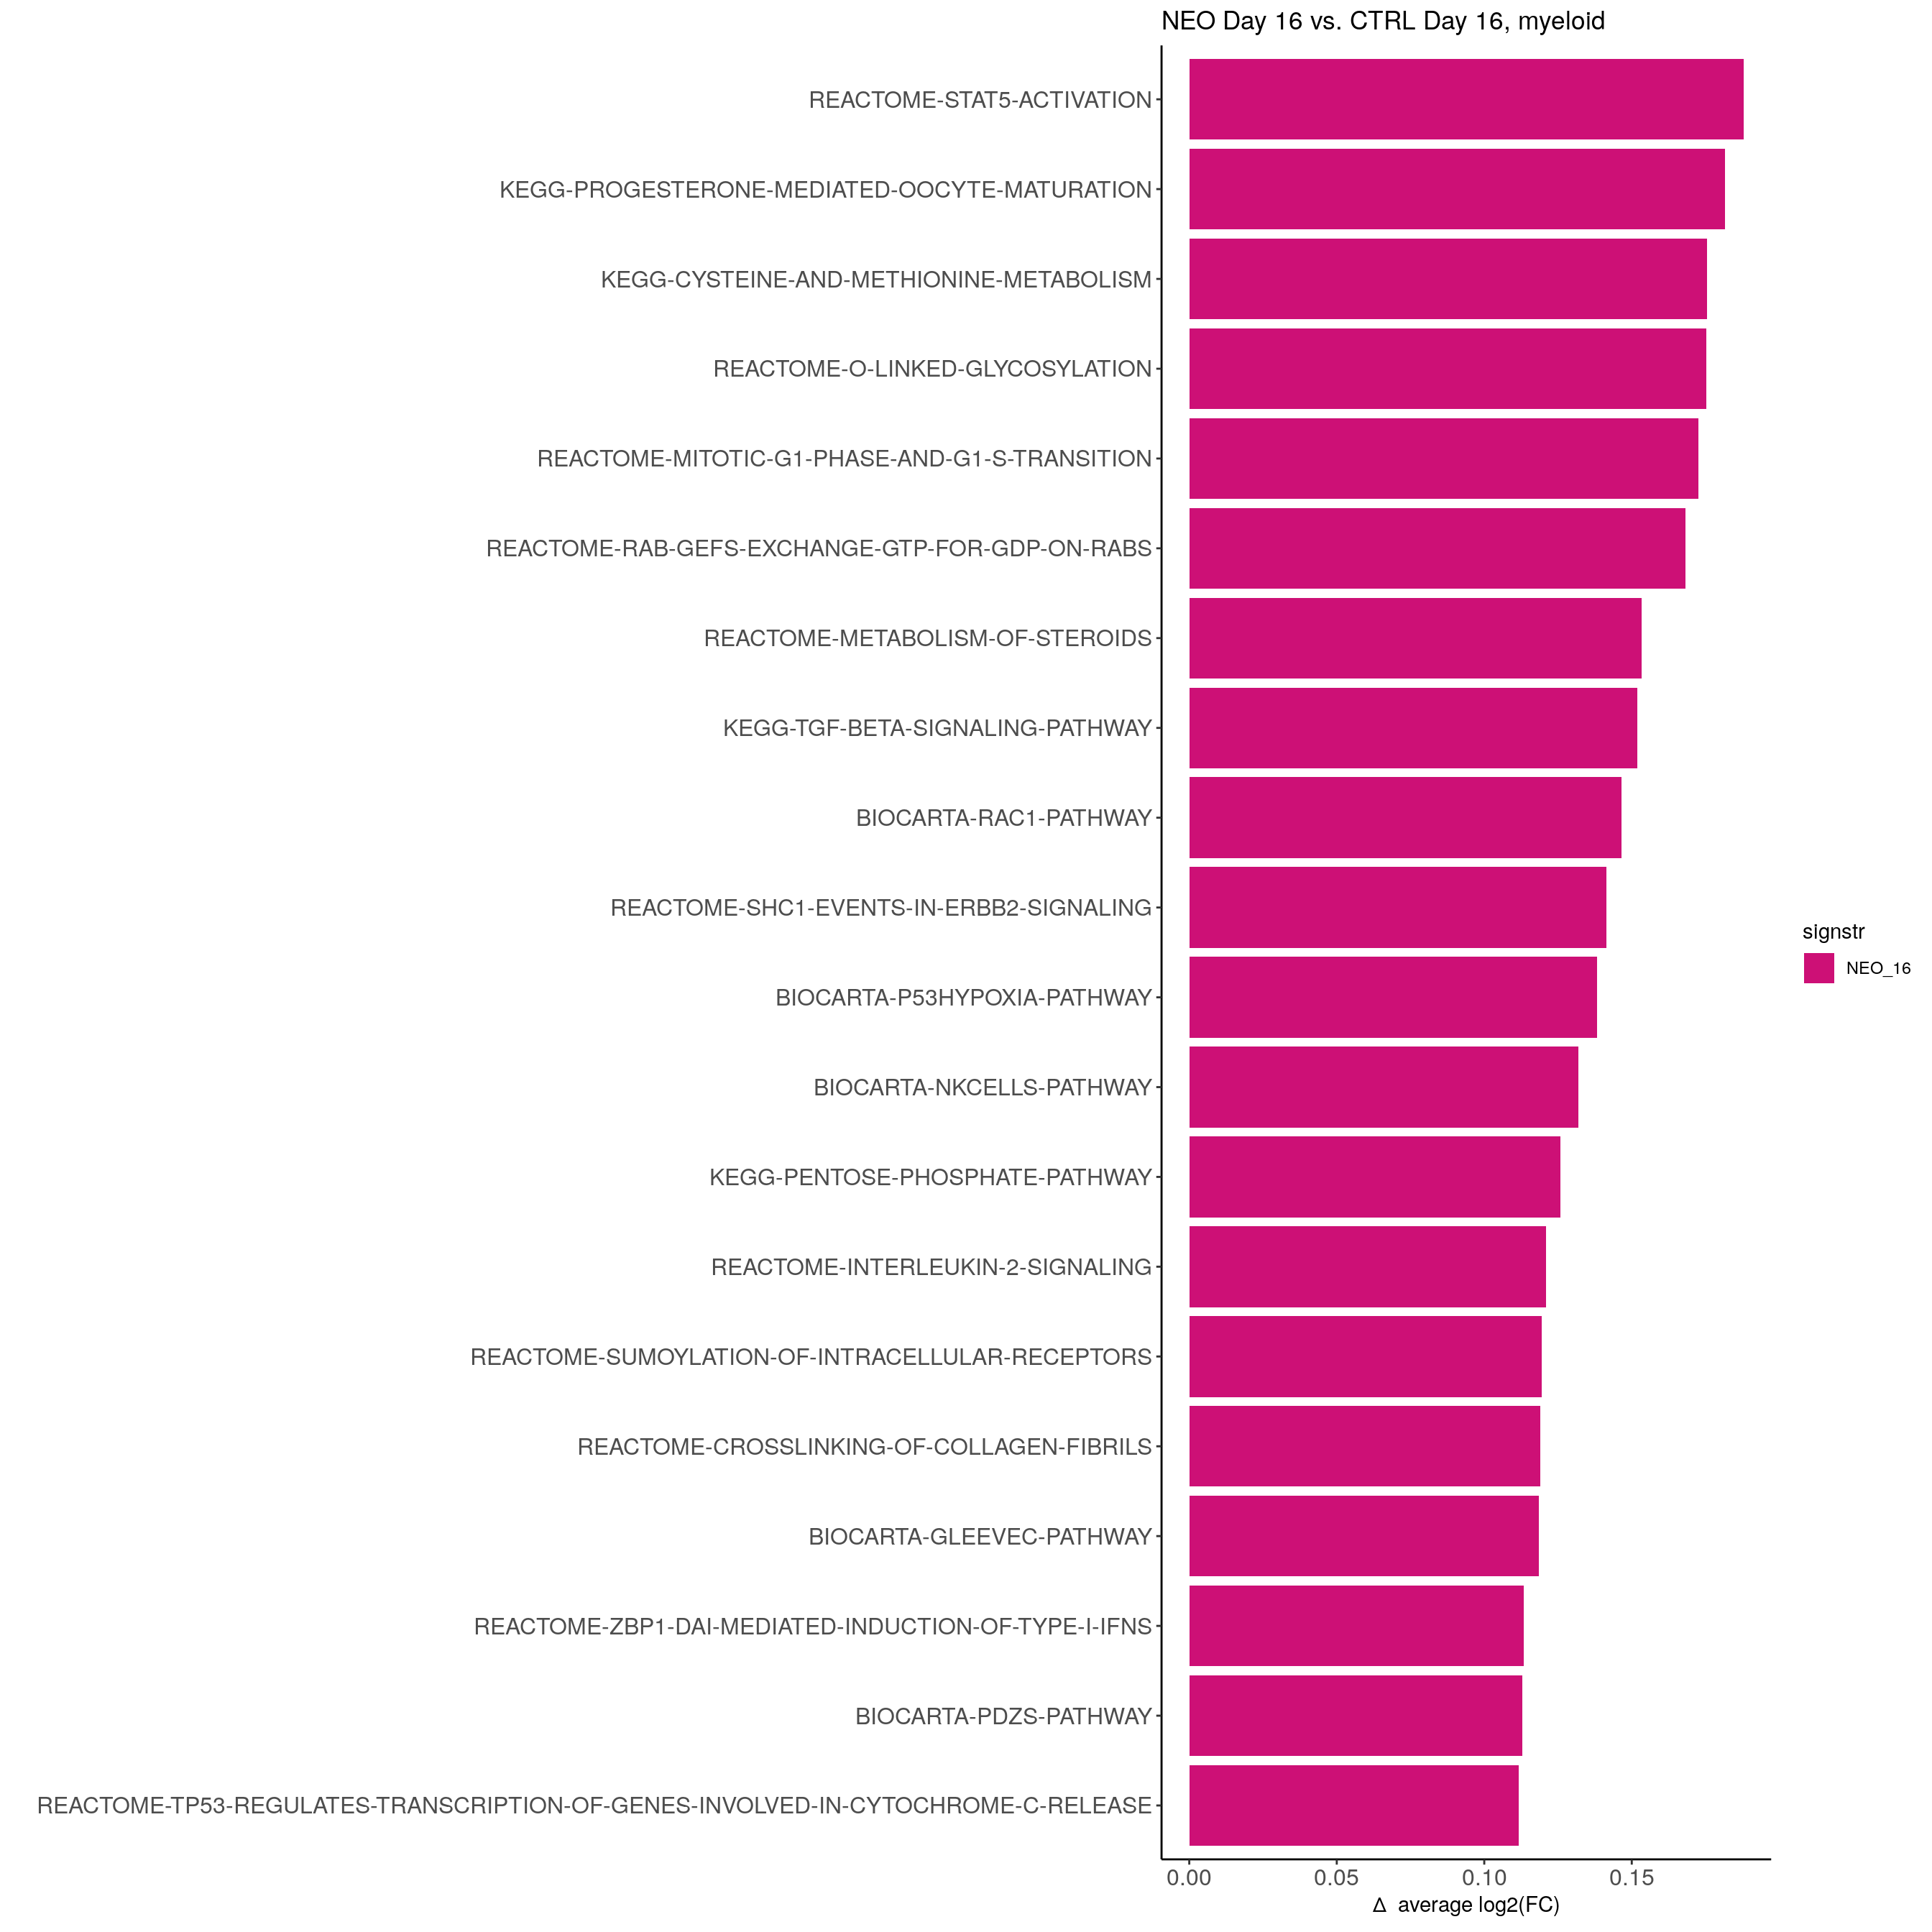 NEO Day 16 vs. CTRL Day 16, myeloid
REACTOME-STAT5-ACTIVATION
KEGG-PROGESTERONE-MEDIATED-OOCYTE-MATURATION
KEGG-CYSTEINE-AND-METHIONINE-METABOLISM
REACTOME-O-LINKED-GLYCOSYLATION
REACTOME-MITOTIC-G1-PHASE-AND-G1-S-TRANSITION
REACTOME-RAB-GEFS-EXCHANGE-GTP-FOR-GDP-ON-RABS
REACTOME-METABOLISM-OF-STEROIDS
KEGG-TGF-BETA-SIGNALING-PATHWAY
BIOCARTA-RAC1-PATHWAY
REACTOME-SHC1-EVENTS-IN-ERBB2-SIGNALING
BIOCARTA-P53HYPOXIA-PATHWAY
BIOCARTA-NKCELLS-PATHWAY
KEGG-PENTOSE-PHOSPHATE-PATHWAY
REACTOME-INTERLEUKIN-2-SIGNALING
REACTOME-SUMOYLATION-OF-INTRACELLULAR-RECEPTORS
REACTOME-CROSSLINKING-OF-COLLAGEN-FIBRILS
BIOCARTA-GLEEVEC-PATHWAY
REACTOME-ZBP1-DAI-MEDIATED-INDUCTION-OF-TYPE-I-IFNS
BIOCARTA-PDZS-PATHWAY
REACTOME-TP53-REGULATES-TRANSCRIPTION-OF-GENES-INVOLVED-IN-CYTOCHROME-C-RELEASE
0.00 0.05 0.10 0.15
Δ average log2(FC)
signstr
NEO_16